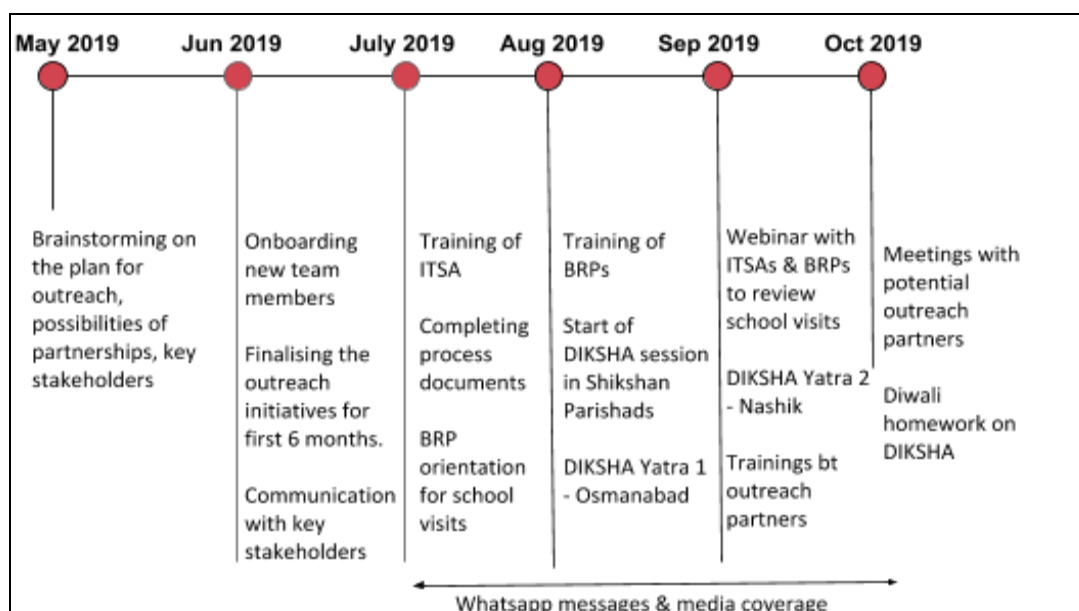 May 2019 Jun 2019 July 2019 Aug 2019 Sep 2019 Oct 2019
Brainstorming on
the plan for
outreach,
possibilities of
partnerships, key
stakeholders
Onboarding
new team
members
Finalising the
outreach
initiatives for
first 6 months.
Communication
with key
stakeholders
Training of
ITSA
Completing
process
documents
BRP
orientation
for school
visits
Training of
BRPs
Start of
DIKSHA session
in Shikshan
Parishads
DIKSHA Yatra 1
- Osmanabad
Webinar with
ITSAs & BRPs
to review
school visits
DIKSHA Yatra 2
- Nashik
Trainings bt
outreach
partners
Meetings with
potential
outreach
partners
Diwali
homework on
DIKSHA
Whatsapp messages & media coverage